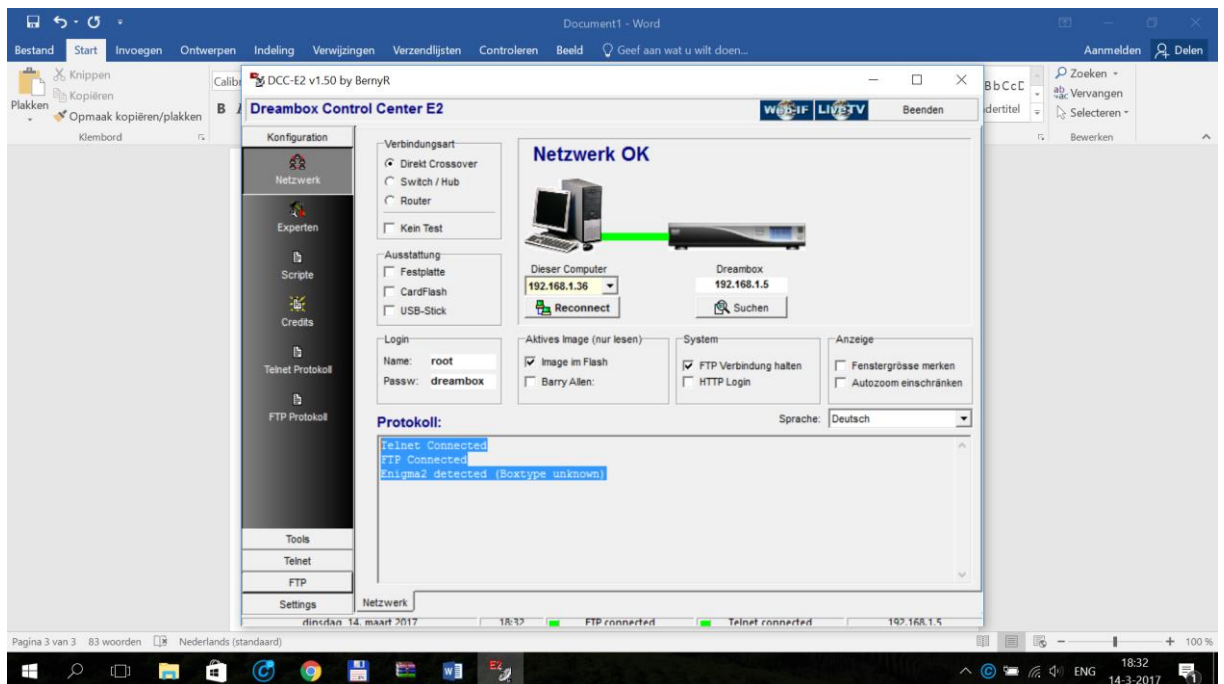 Document1 - Word
Bestand Start Invoegen Ontwerpen Indeling Verwijzingen Verzendlijsten Controleren Beeld Geef aan wat u wilt doen... Aanmelden Delen
Plakken
Knippen
Kopiëren
Opmaak kopiëren/plakken
Klembord
Calib
B I
BbCcD
dertitel
Zoeken
Vervangen
Selecteren
Bewerken
DCC-E2 v1.50 by BernyR
Dreambox Control Center E2
Web-IF LiveTV Beenden
Konfiguration
Netzwerk
Experten
Scripte
Credits
Telnet Protokoll
FTP Protokoll
Tools
Telnet
FTP
Settings
Verbindungsart
Direkt Crossover
Switch / Hub
Router
Kein Test
Ausstattung
Festplatte
CardFlash
USB-Stick
Netzwerk OK
Dieser Computer
192.168.1.36
Reconnect
Dreambox
192.168.1.5
Suchen
Login
Name: root
Passw: dreambox
Aktives Image (nur lesen)
Image im Flash
Barry Allen:
System
FTP Verbindung halten
HTTP Login
Anzeige
Fenstergrösse merken
Autozoom einschränken
Protokoll:
Sprache: Deutsch
Telnet Connected
FTP Connected
Enigma2 detected (Boxtype unknown)
Netzwerk
dinsdag 14. maart 2017 18:32 FTP connected Telnet connected 192.168.1.5
Pagina 3 van 3 83 woorden Nederlands (standaard) 100 %
ENG 18:32
14-3-2017